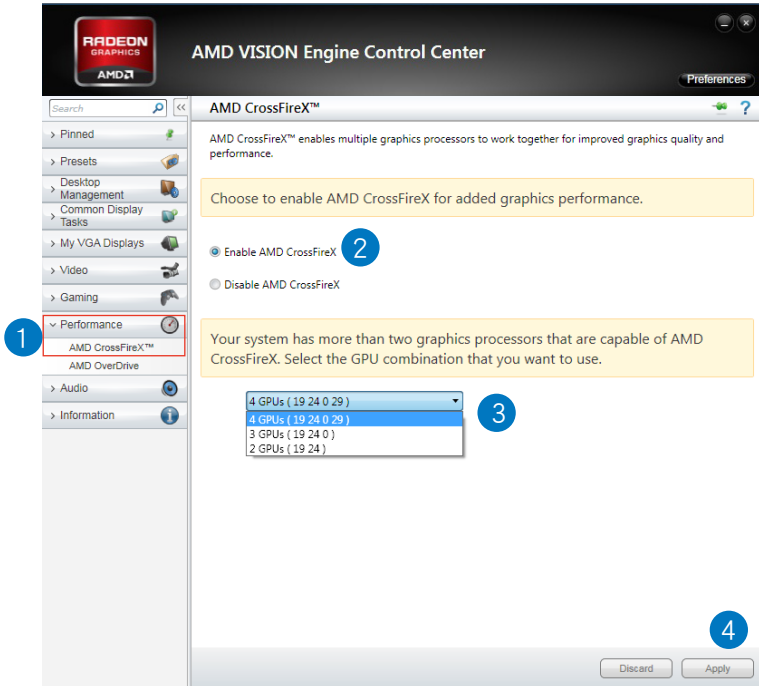 RADEON
GRAPHICS
AMD
AMD VISION Engine Control Center
Preferences
Search
AMD CrossFireX™
?
Pinned
Presets
Desktop
Management
Common Display
Tasks
My VGA Displays
Video
Gaming
1
Performance
AMD CrossFireX™
AMD OverDrive
Audio
Information
AMD CrossFireX™ enables multiple graphics processors to work together for improved graphics quality and
performance.
Choose to enable AMD CrossFireX for added graphics performance.
Enable AMD CrossFireX
2
Disable AMD CrossFireX
Your system has more than two graphics processors that are capable of AMD
CrossFireX. Select the GPU combination that you want to use.
4 GPUs ( 19 24 0 29 )
3
4 GPUs ( 19 24 0 29 )
3 GPUs ( 19 24 0 )
2 GPUs ( 19 24 )
4
Discard
Apply